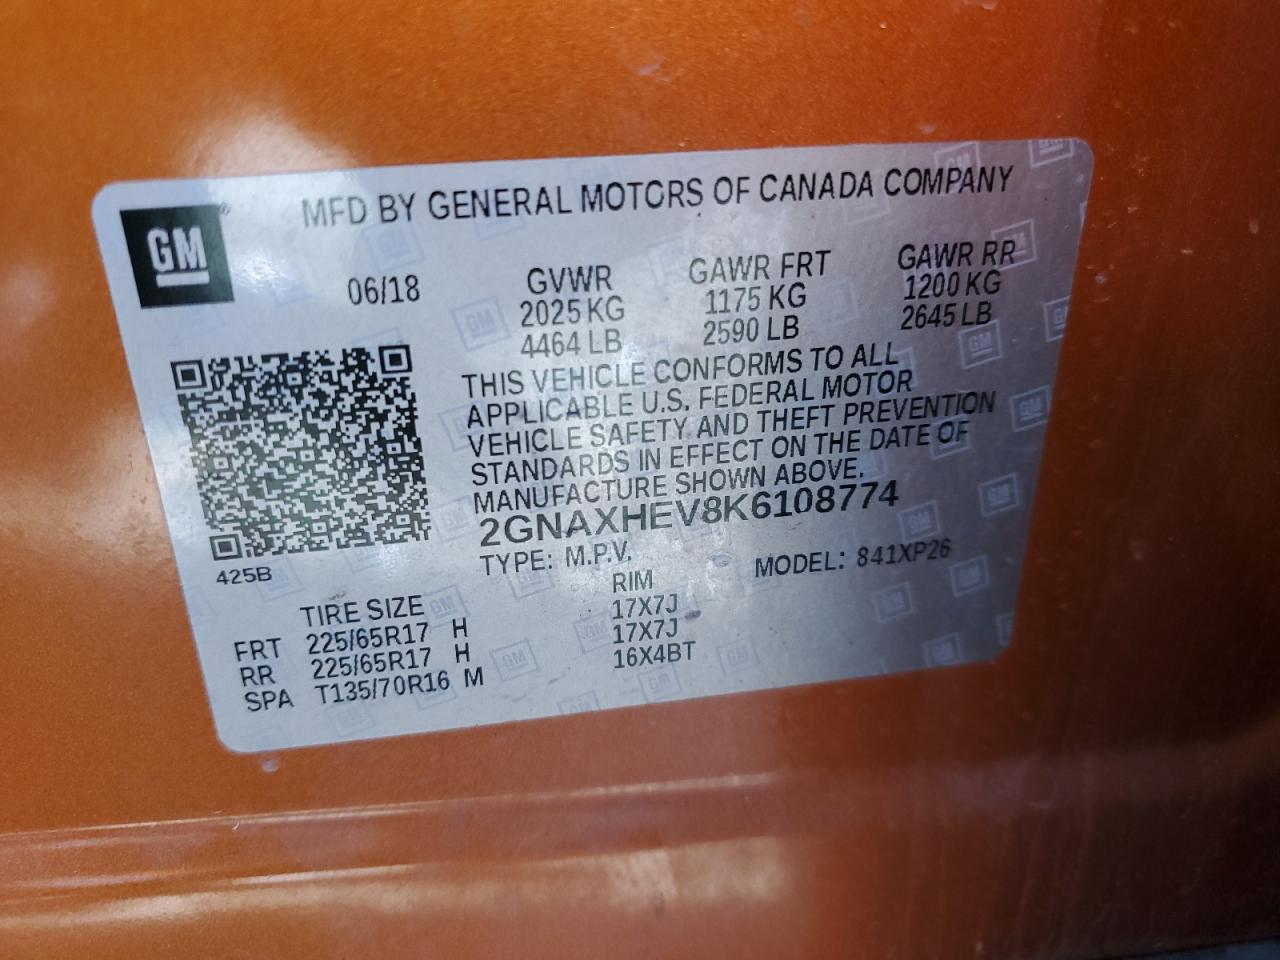 MFD BY GENERAL MOTORS OF CANADA COMPANY
GM
06/18
GVWR
2025 KG
4464 LB
GAWR FRT
1175 KG
2590 LB
GAWR RR
1200 KG
2645 LB
THIS VEHICLE CONFORMS TO ALL
APPLICABLE U.S. FEDERAL MOTOR
VEHICLE SAFETY AND THEFT PREVENTION
STANDARDS IN EFFECT ON THE DATE OF
MANUFACTURE SHOWN ABOVE.
2GNAXHEV8K6108774
425B
TYPE: M.P.V. MODEL: 841XP26
TIRE SIZE RIM
FRT 225/65R17 H 17X7J
RR 225/65R17 H 17X7J
SPA T135/70R16 M 16X4BT